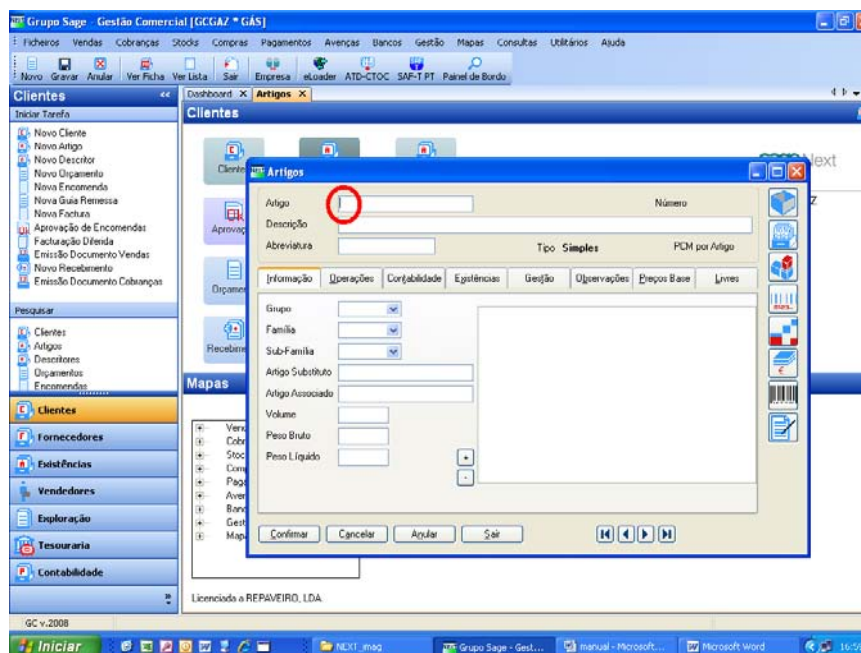 Grupo Sage - Gestão Comercial [GCGAZ * GÁS]
Ficheiros Vendas Cobranças Stocks Compras Pagamentos Avenças Bancos Gestão Mapas Consultas Utilitários Ajuda
Novo Gravar Anular Ver Ficha Ver Lista Sair Empresa eLoader ATD-CTOC SAF-T PT Painel de Bordo
Clientes
Dashboard X Artigos X
Iniciar Tarefa
Clientes
Novo Cliente
Novo Artigo
Novo Descritor
Novo Orçamento
Nova Encomenda
Nova Guia Remessa
Nova Factura
Aprovação de Encomendas
Facturação Diferida
Emissão Documento Vendas
Novo Recebimento
Emissão Documento Cobranças
Pesquisar
Clientes
Artigos
Descritores
Orçamentos
Encomendas
Clientes
Fornecedores
Existências
Vendedores
Exploração
Tesouraria
Contabilidade
GC v.2008
Next
Mapas
Licenciada a REPAVEIRO, LDA.
Artigos
Artigo
Número
Descrição
Abreviatura
Tipo Simples
PCM por Artigo
Informação Operações Contabilidade Existências Gestão Observações Preços Base Livres
Grupo
Família
Sub-Família
Artigo Substituto
Artigo Associado
Volume
Peso Bruto
Peso Líquido
+
-
Confirmar Cancelar Anular Sair
Iniciar
NEXT_imag
Grupo Sage - Gest...
manual - Microsoft...
Microsoft Word